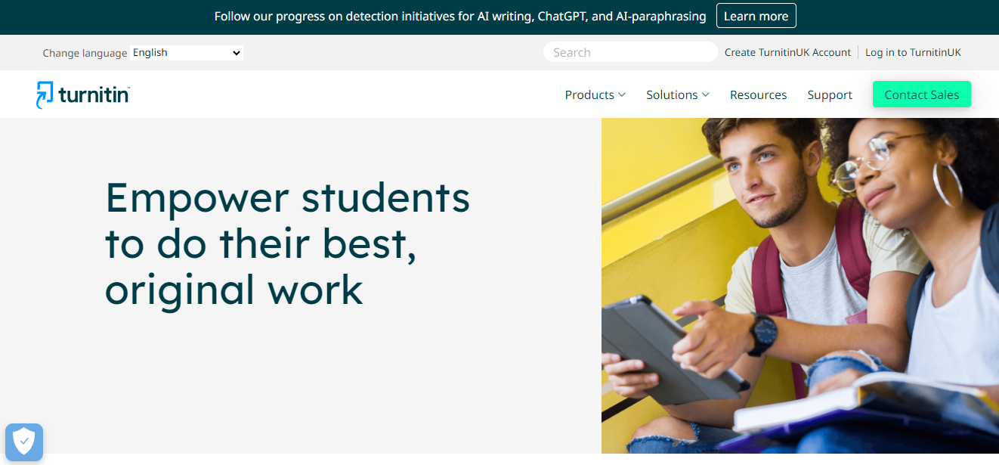 Follow our progress on detection initiatives for AI writing, ChatGPT, and AI-paraphrasing Learn more
Change language English Search Create TurnitinUK Account Log in to TurnitinUK
turnitin™ Products Solutions Resources Support Contact Sales
Empower students
to do their best,
original work